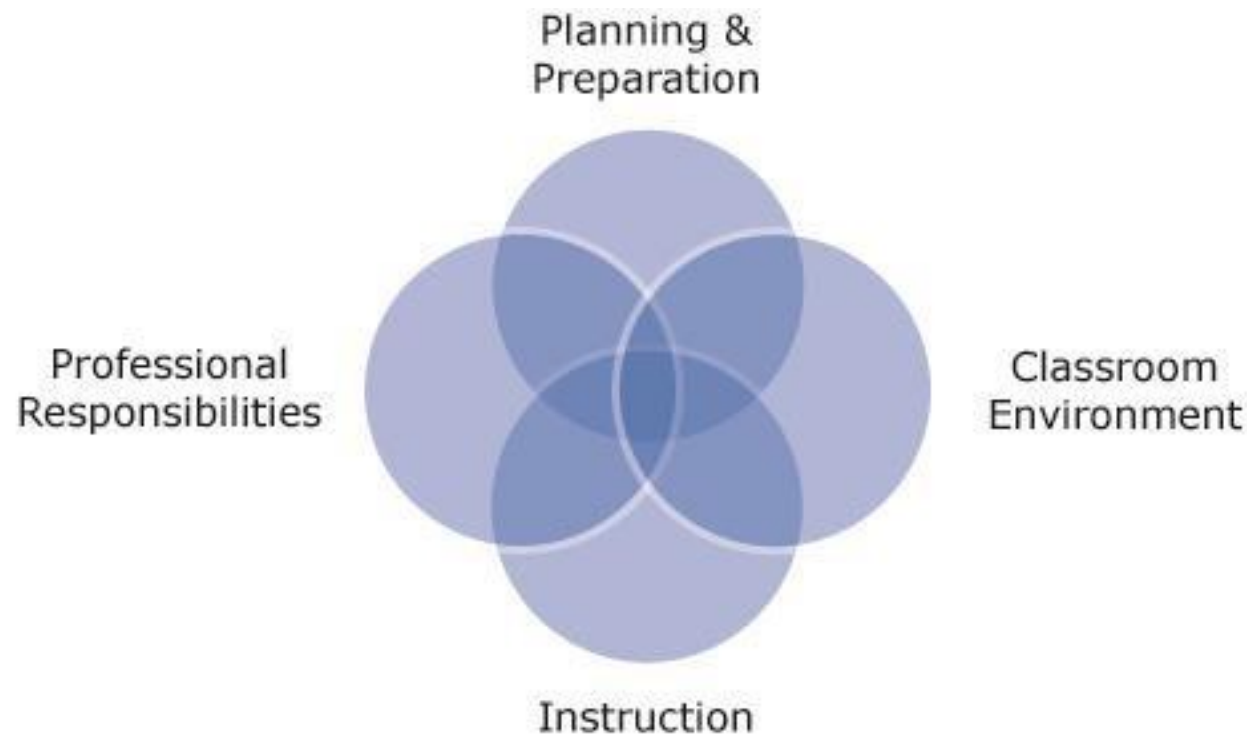 Planning &
Preparation
Professional
Responsibilities
Classroom
Environment
Instruction